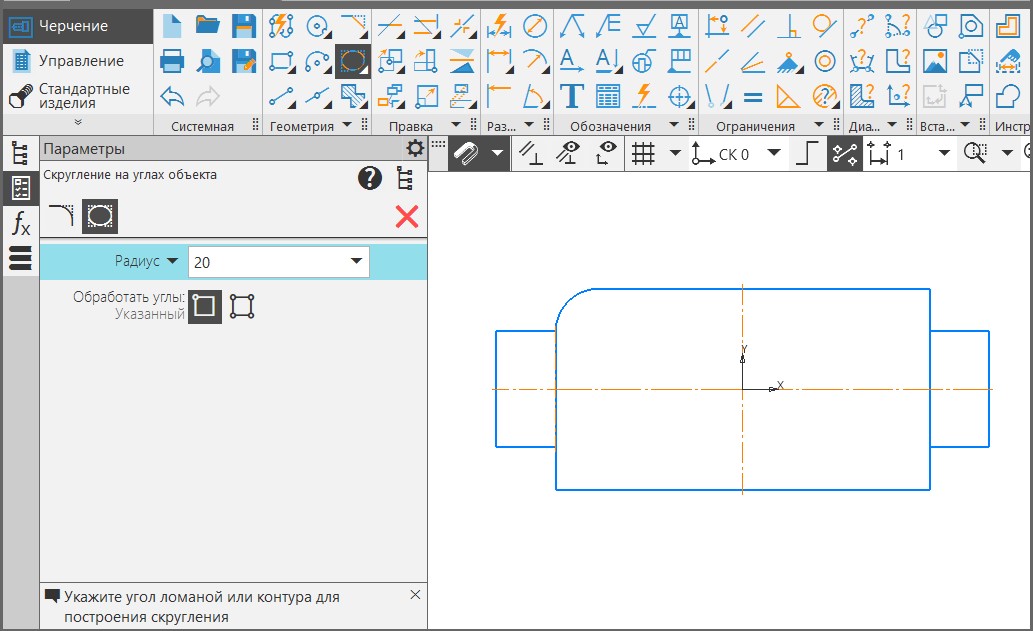 Черчение
Управление
Стандартные
изделия
Системная
Геометрия
Правка
Раз...
Обозначения
Ограничения
Диа...
Вста...
Инстр
Параметры
СК 0
1
Скругление на углах объекта
Радиус
20
Обработать углы:
Указанный
Y
X
Укажите угол ломаной или контура для
построения скругления